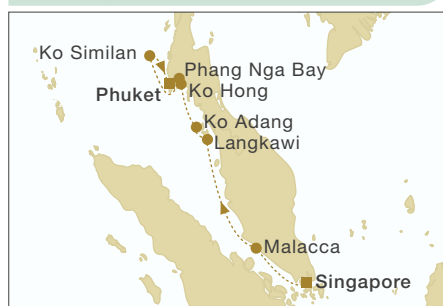 Ko Similan
Phang Nga Bay
Phuket
Ko Hong
Ko Adang
Langkawi
Malacca
Singapore